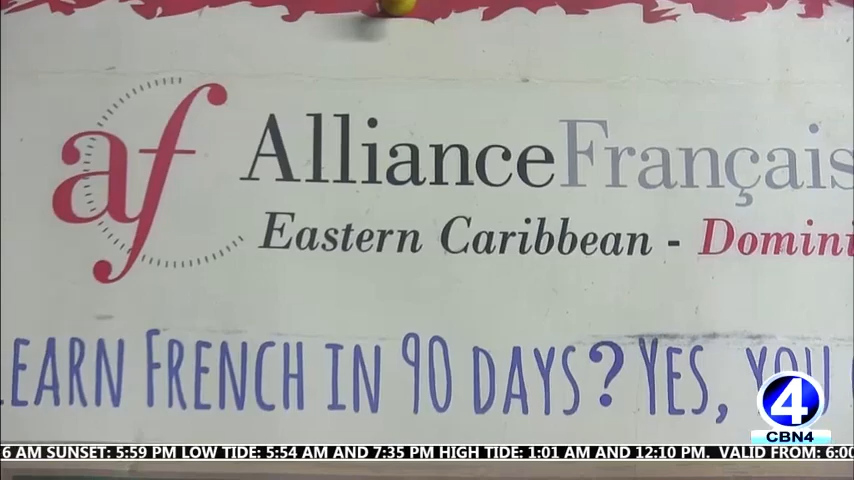 af AllianceFrançais
Eastern Caribbean - Domini
EARN FRENCH IN 90 DAYS? YES, YOU
4
CBN4
6 AM SUNSET: 5:59 PM LOW TIDE: 5:54 AM AND 7:35 PM HIGH TIDE: 1:01 AM AND 12:10 PM. VALID FROM: 6:00